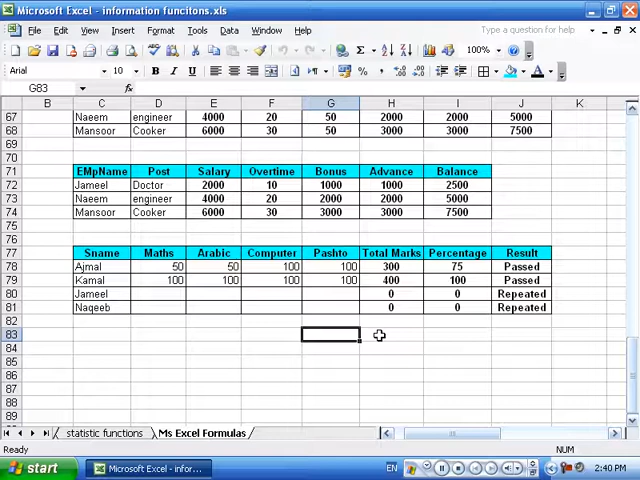 Microsoft Excel - information funcitons.xls
File Edit View Insert Format Tools Data Window Help Type a question for help
100%
Arial 10 B I U %
G83 fx
B C D E F G H I J K
67 Naeem engineer 4000 20 50 2000 2000 5000
68 Mansoor Cooker 6000 30 50 3000 3000 7500
69
70
71 EMpName Post Salary Overtime Bonus Advance Balance
72 Jameel Doctor 2000 10 1000 1000 2500
73 Naeem engineer 4000 20 2000 2000 5000
74 Mansoor Cooker 6000 30 3000 3000 7500
75
76
77 Sname Maths Arabic Computer Pashto Total Marks Percentage Result
78 Ajmal 50 50 100 100 300 75 Passed
79 Kamal 100 100 100 100 400 100 Passed
80 Jameel 0 0 Repeated
81 Naqeeb 0 0 Repeated
82
83
84
85
86
87
88
89
statistic functions Ms Excel Formulas
Ready NUM
start Microsoft Excel - infor... EN 2:40 PM